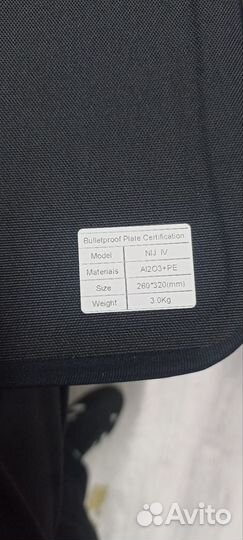 Bulletproof Plate Certification
Model NIJ IV
Materials Al2O3+PE
Size 260*320(mm)
Weight 3.0Kg
Avito